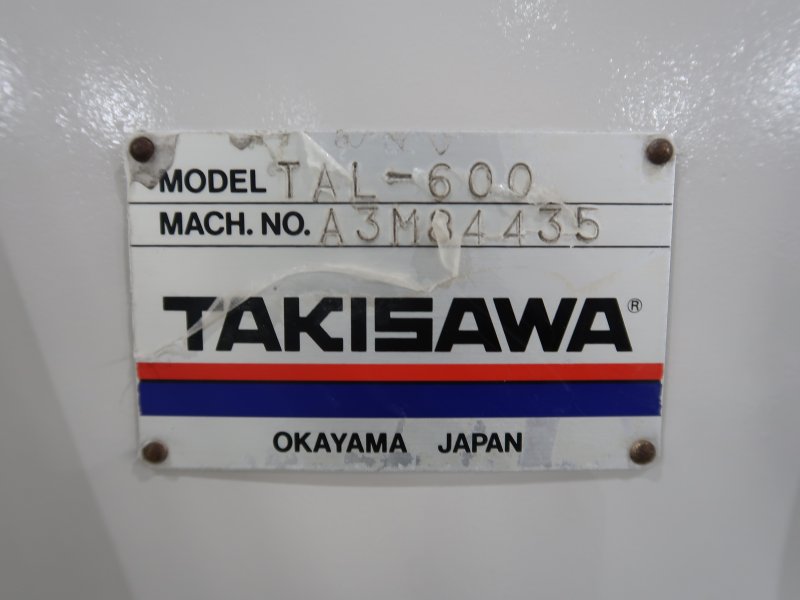 MODEL TAL-600
MACH. NO. A3M84435
TAKISAWA®
OKAYAMA JAPAN